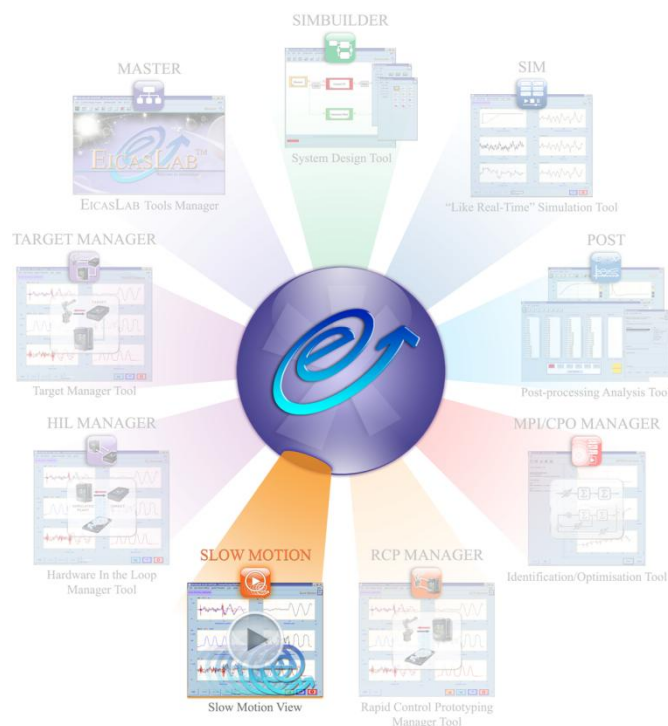 SIMBUILDER
System Design Tool
MASTER
EICASLAB™
EICASLAB Tools Manager
SIM
"Like Real-Time" Simulation Tool
TARGET MANAGER
Target Manager Tool
POST
Post-processing Analysis Tool
HIL MANAGER
Hardware In the Loop
Manager Tool
MPI/CPO MANAGER
Identification/Optimisation Tool
SLOW MOTION
Slow Motion View
RCP MANAGER
Rapid Control Prototyping
Manager Tool
e